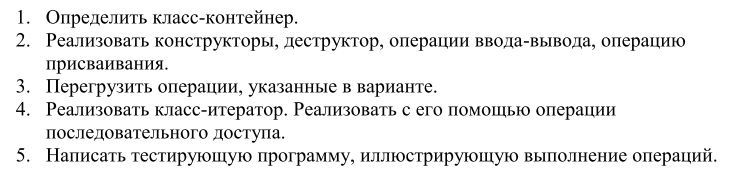 1. Определить класс-контейнер.
2. Реализовать конструкторы, деструктор, операции ввода-вывода, операцию
присваивания.
3. Перегрузить операции, указанные в варианте.
4. Реализовать класс-итератор. Реализовать с его помощью операции
последовательного доступа.
5. Написать тестирующую программу, иллюстрирующую выполнение операций.